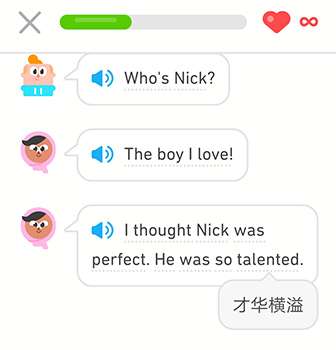 Who's Nick?
The boy I love!
I thought Nick was
perfect. He was so talented.
才华横溢